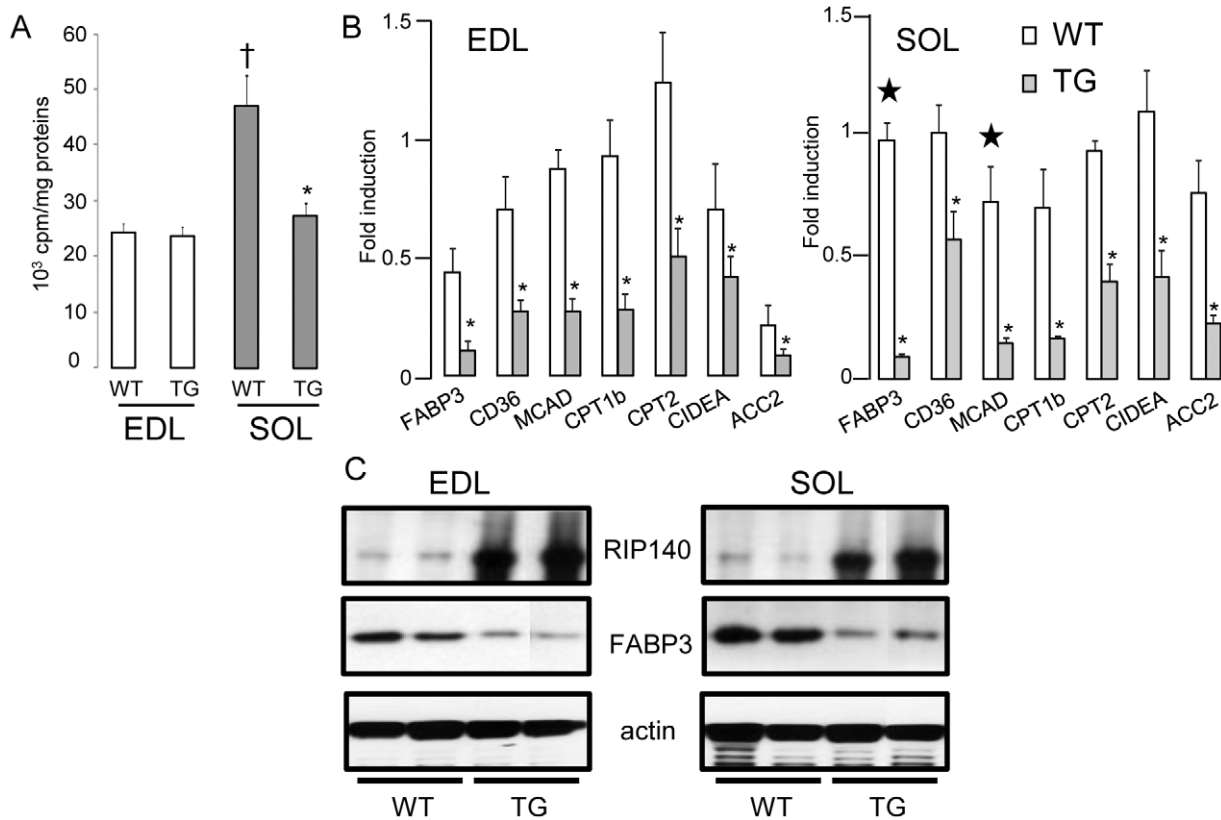 A
60
50
40
30
20
10
0
10³ cpm/mg proteins
†
*
WT TG WT TG
EDL SOL
B
EDL
1.5
1
0.5
0
Fold induction
* * * * * * *
FABP3 CD36 MCAD CPT1b CPT2 CIDEA ACC2
SOL
WT
TG
1.5
1
0.5
0
Fold induction
★ ★
* * * * * * *
FABP3 CD36 MCAD CPT1b CPT2 CIDEA ACC2
C
EDL SOL
RIP140
FABP3
actin
WT TG WT TG